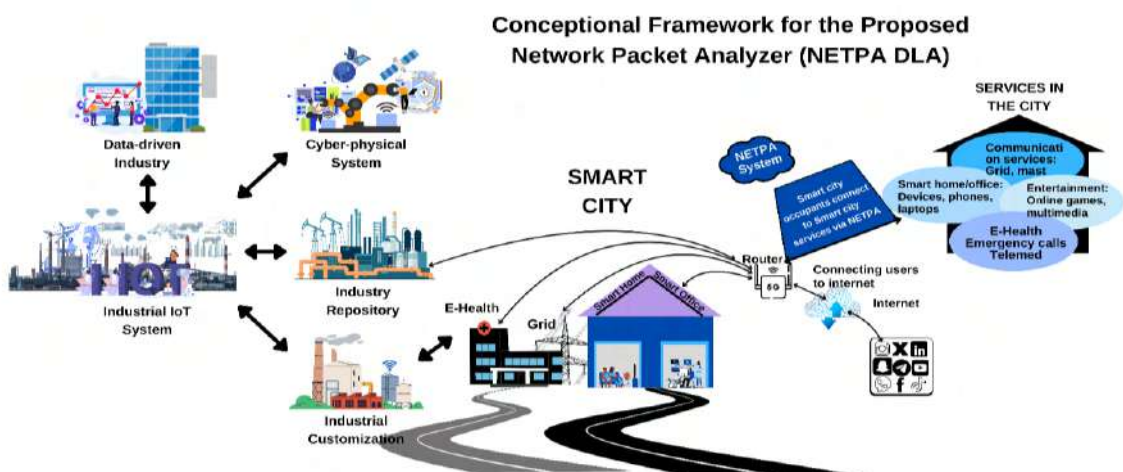 Conceptional Framework for the Proposed
Network Packet Analyzer (NETPA DLA)
SERVICES IN
THE CITY
Communicati
on services:
Grid, mast
Smart home/office:
Devices, phones,
laptops
Entertainment:
Online games,
multimedia
E-Health
Emergency calls
Telemed
NETPA
System
Smart city
occupants connect
to Smart city
services via NETPA
Data-driven
Industry
Cyber-physical
System
SMART
CITY
IIOT
Industrial IoT
System
Industry
Repository
Industrial
Customization
E-Health
Grid
Smart Home
Smart Office
Router
6G
Connecting users
to internet
Internet
X
in
f